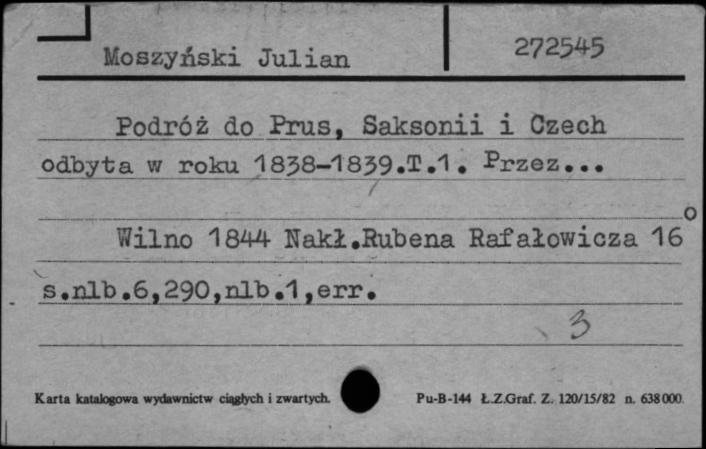 Moszyński Julian
272545
Podróż do Prus, Saksonii i Czech
odbyta w roku 1838-1839.T.1. Przez...
Wilno 1844 Nakł.Rubena Rafałowicza 16°
s.nlb.6,290,nlb.1,err.
3
Karta katalogowa wydawnictw ciągłych i zwartych.
Pu-B-144 Ł.Z.Graf. Z. 120/15/82 n. 638000.